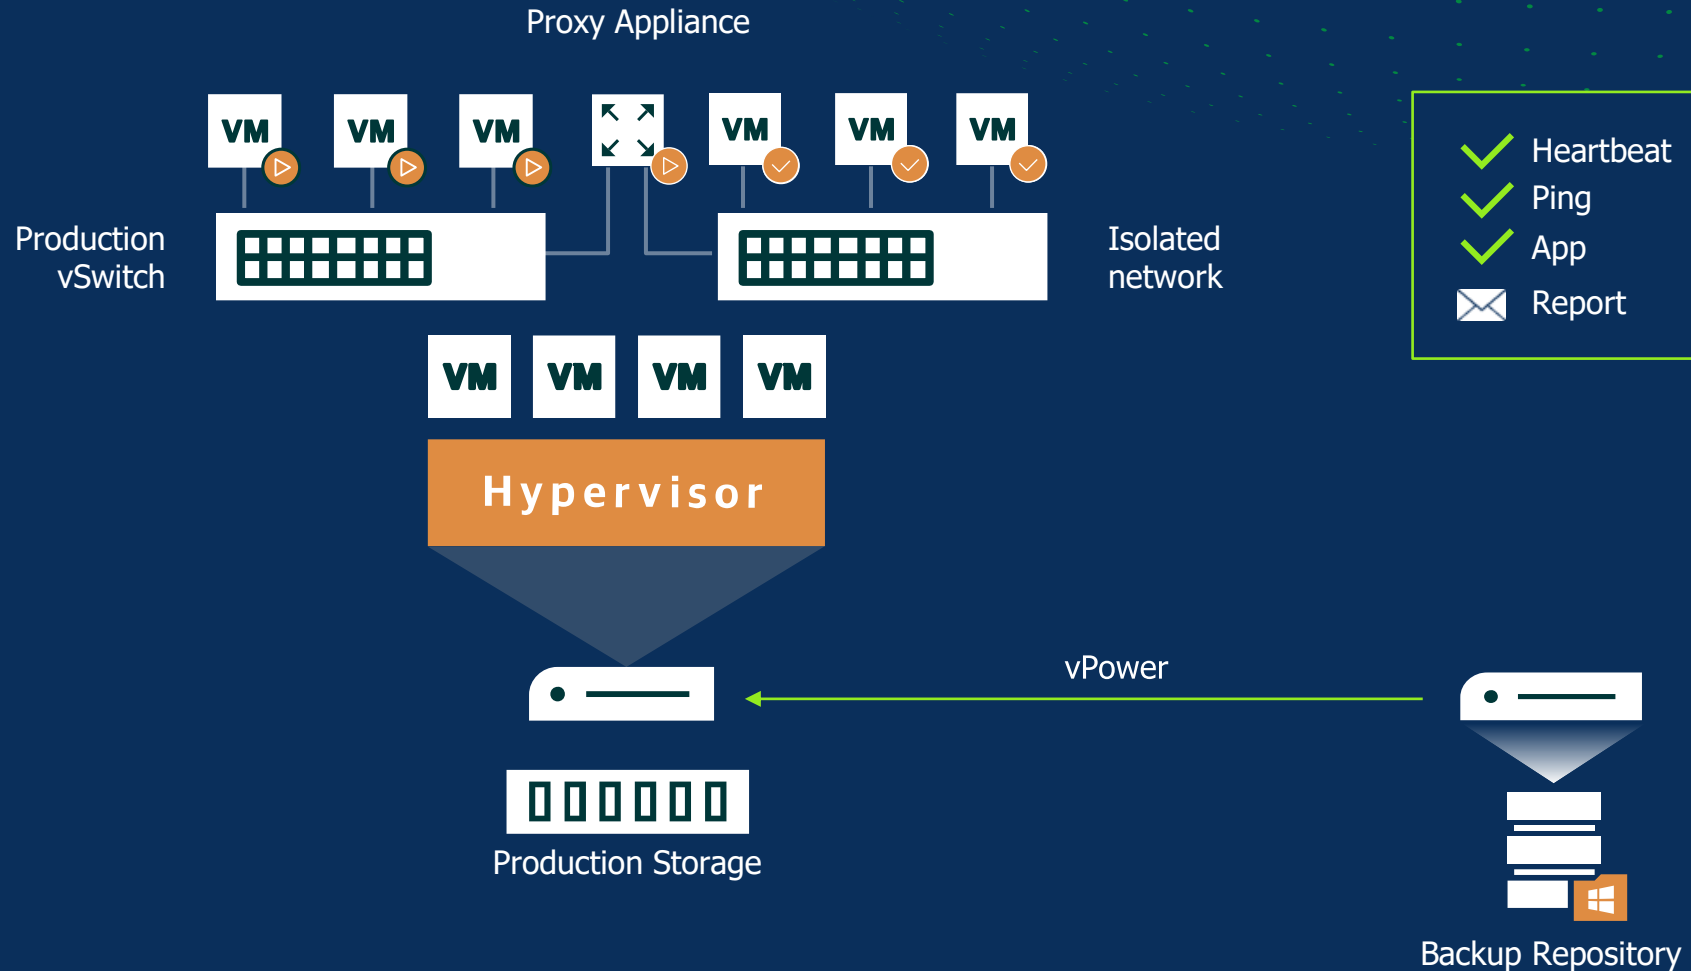 Proxy Appliance
VM
VM
VM
VM
VM
VM
Heartbeat
Ping
App
Report
Production
vSwitch
Isolated
network
VM
VM
VM
VM
Hypervisor
vPower
Production Storage
Backup Repository